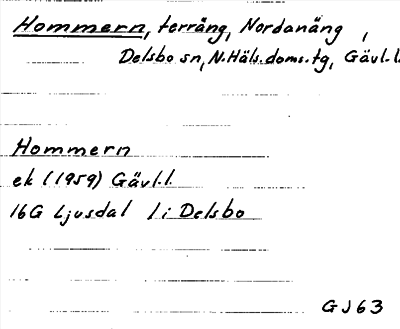 Hommern, terräng, Nordanäng ,
Delsbo sn, N.Häls.doms.tg, Gävl.l.
Hommern
ek (1959) Gävl.l.
16G Ljusdal l i Delsbo
GJ63